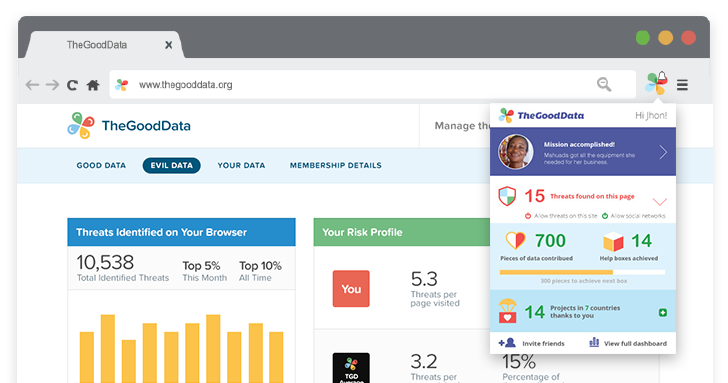 TheGoodData X
www.thegooddata.org
TheGoodData
Manage the
GOOD DATA EVIL DATA YOUR DATA MEMBERSHIP DETAILS
Threats Identified on Your Browser
10,538
Total Identified Threats
Top 5%
This Month
Top 10%
All Time
Your Risk Profile
You
5.3
Threats per
page visited
TGD
Average
3.2
Threats per
15%
Percentage of
TheGoodData Hi Jhon!
Mission accomplished!
Mahuada got all the equipment she
needed for her business.
15 Threats found on this page
Allow threats on this site Allow social networks
700
Pieces of data contribued
14
Help boxes achieved
300 pieces to achieve next box
14 Projects in 7 countries
thanks to you
Invite friends View full dashboard